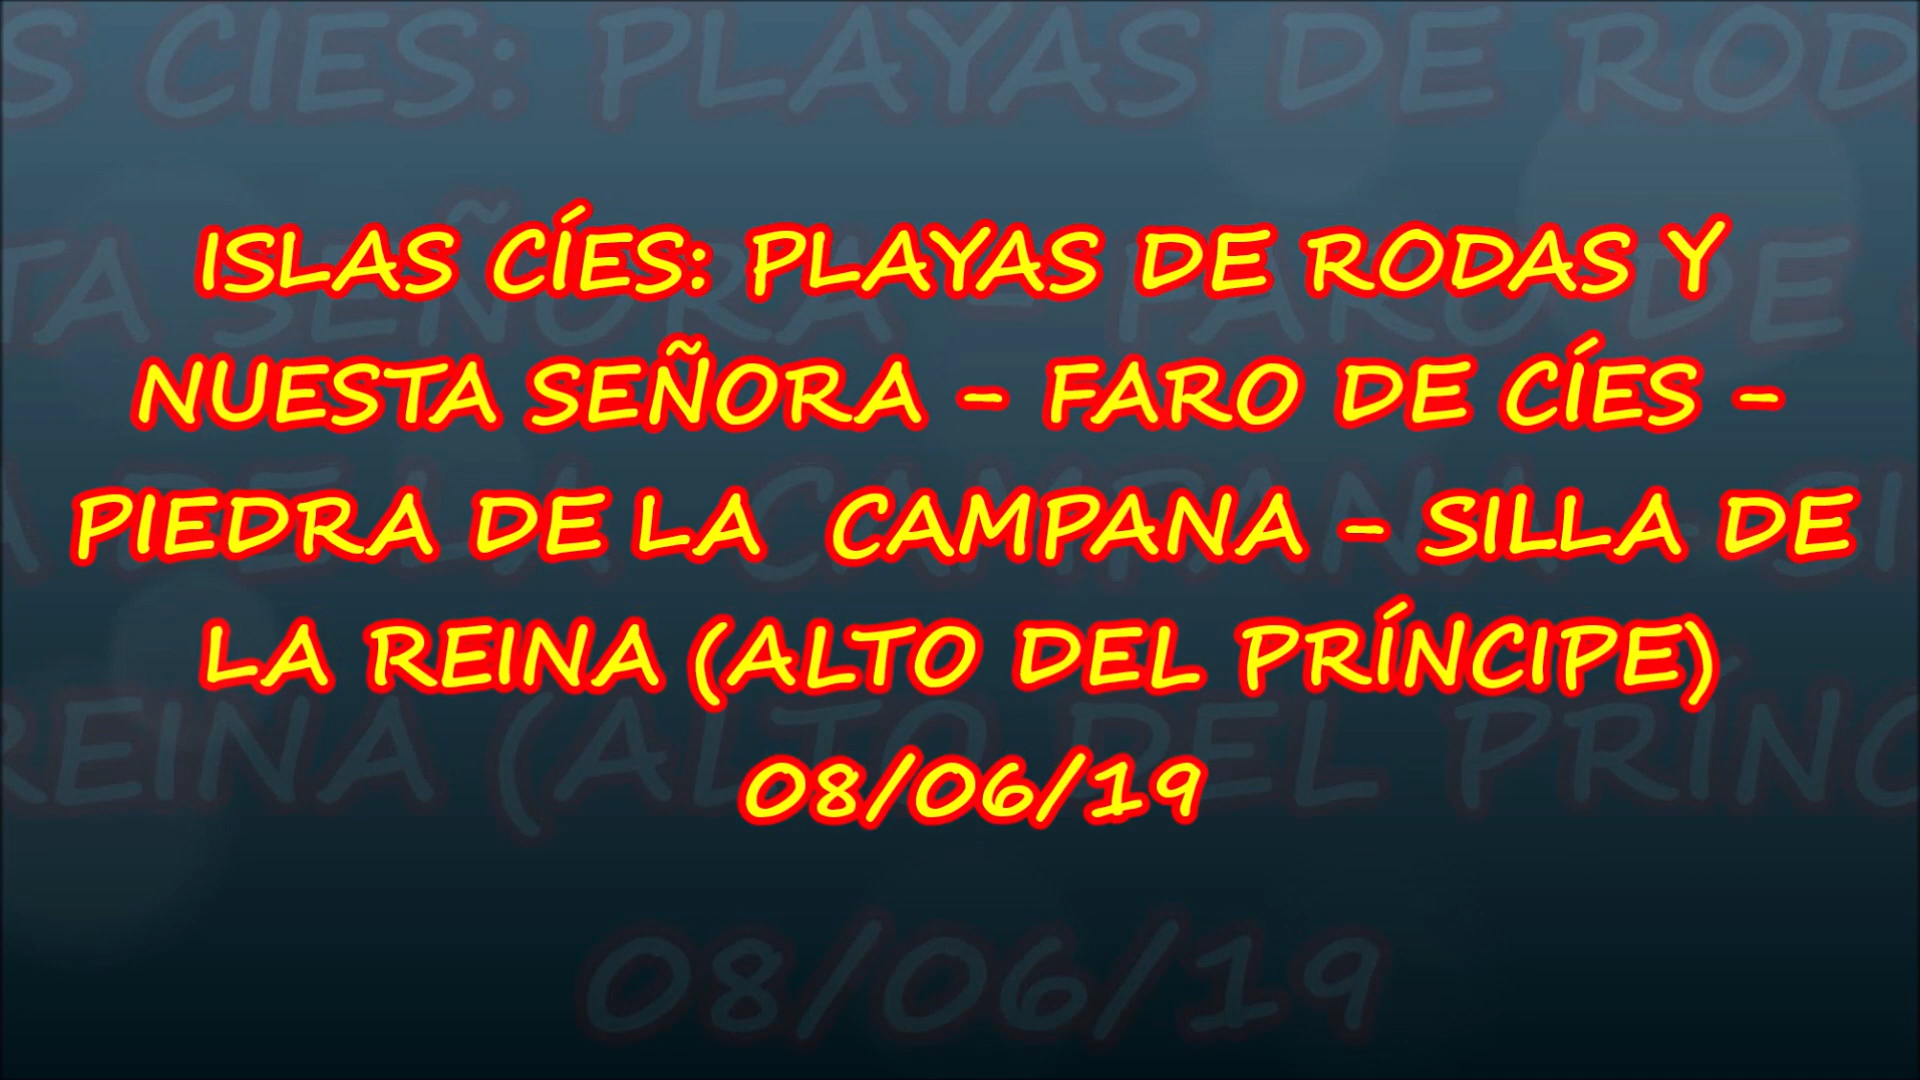 ISLAS CÍES: PLAYAS DE RODAS Y
NUESTA SEÑORA - FARO DE CÍES -
PIEDRA DE LA CAMPANA - SILLA DE
LA REINA (ALTO DEL PRÍNCIPE)
08/06/19